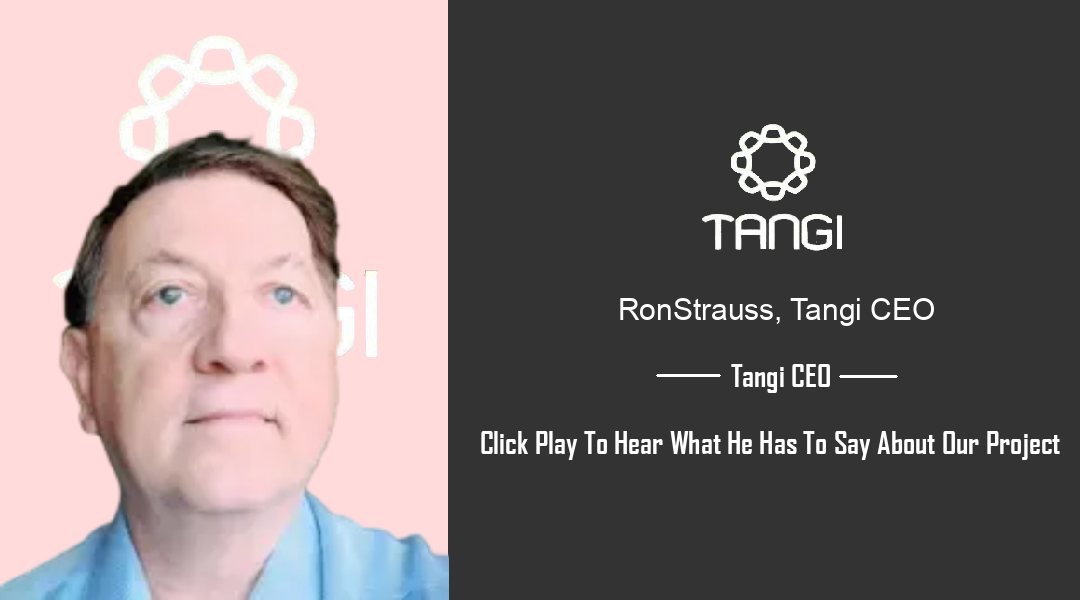 TANGI
RonStrauss, Tangi CEO
Tangi CEO
Click Play To Hear What He Has To Say About Our Project